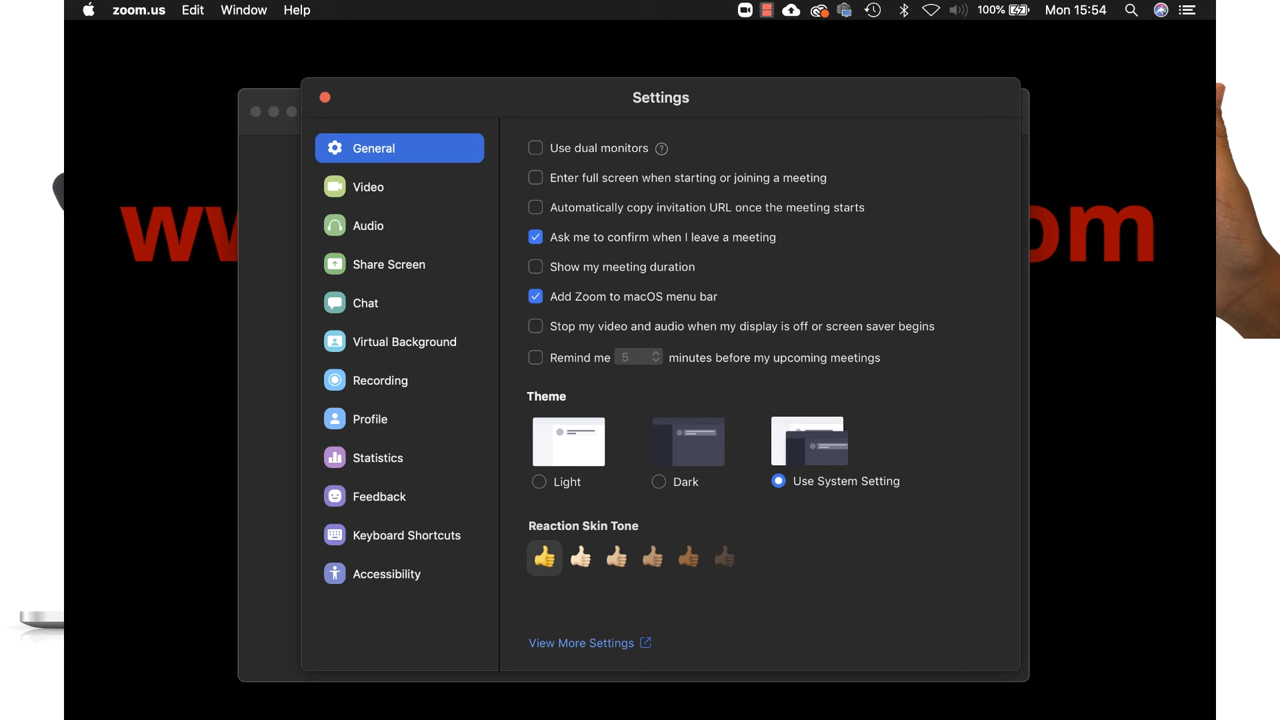 zoom.us Edit Window Help 100% Mon 15:54
Settings
General
Video
Audio
Share Screen
Chat
Virtual Background
Recording
Profile
Statistics
Feedback
Keyboard Shortcuts
Accessibility
Use dual monitors ?
Enter full screen when starting or joining a meeting
Automatically copy invitation URL once the meeting starts
Ask me to confirm when I leave a meeting
Show my meeting duration
Add Zoom to macOS menu bar
Stop my video and audio when my display is off or screen saver begins
Remind me 5 minutes before my upcoming meetings
Theme
Light Dark Use System Setting
Reaction Skin Tone
View More Settings